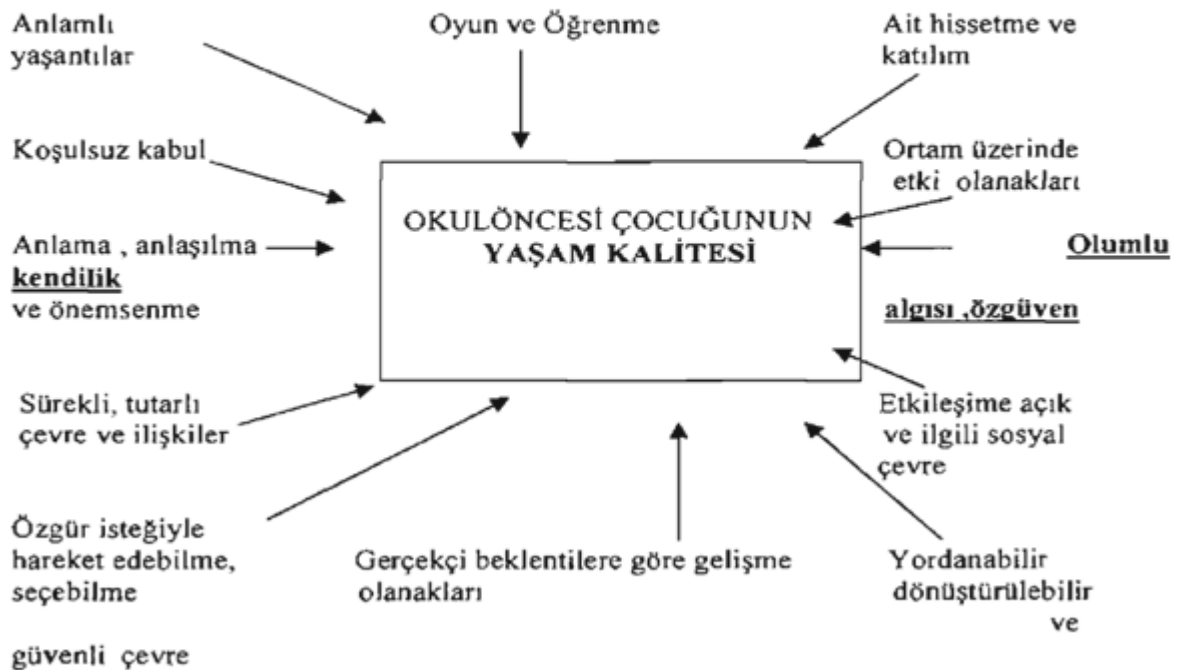 Anlamlı
yaşantılar
Oyun ve Öğrenme
Ait hissetme ve
katılım
Koşulsuz kabul
Ortam üzerinde
etki olanakları
OKULÖNCESİ ÇOCUĞUNUN
YAŞAM KALİTESİ
Anlama , anlaşılma
kendilik
ve önemsenme
Olumlu
algısı ,özgüven
Sürekli, tutarlı
çevre ve ilişkiler
Etkileşime açık
ve ilgili sosyal
çevre
Özgür isteğiyle
hareket edebilme,
seçebilme
Gerçekçi beklentilere göre gelişme
olanakları
Yordanabilir
dönüştürülebilir
ve
güvenli çevre